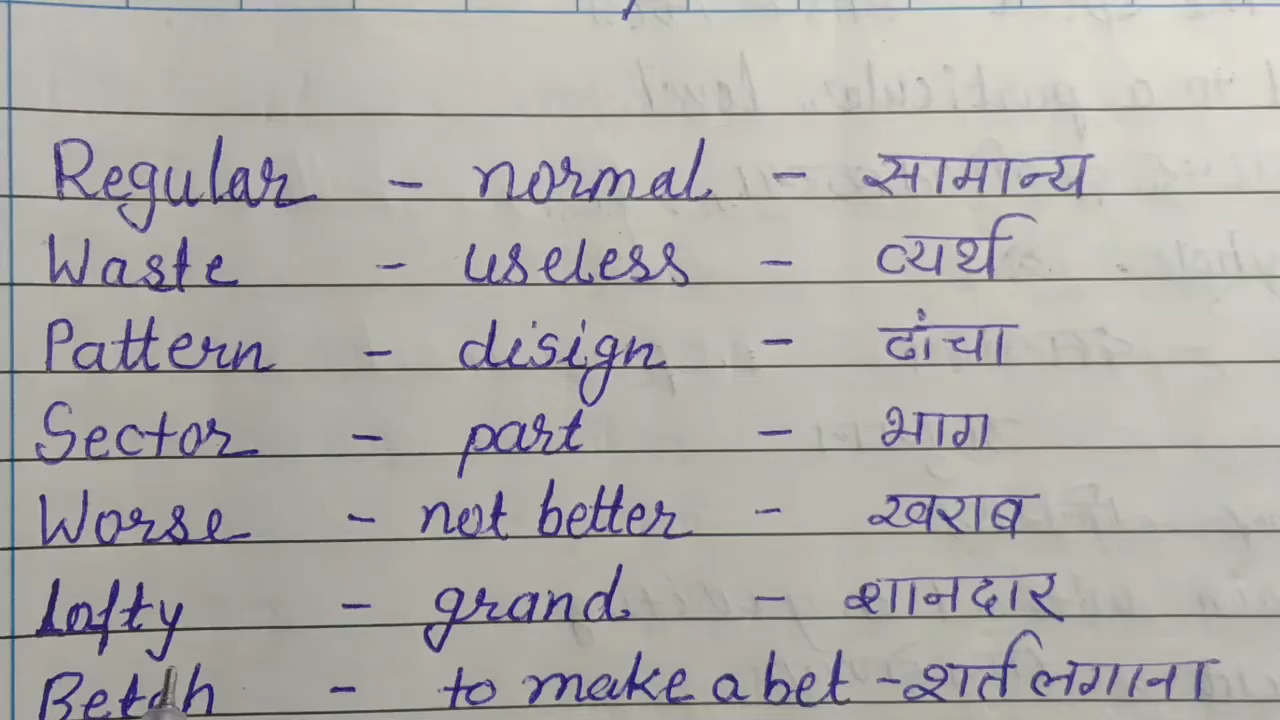 Regular - normal - सामान्य
Waste - useless - व्यर्थ
Pattern - disign - ढांचा
Sector - part - भाग
Worse - not better - खराब
Lofty - grand - शानदार
- to make a bet - शर्त लगाना